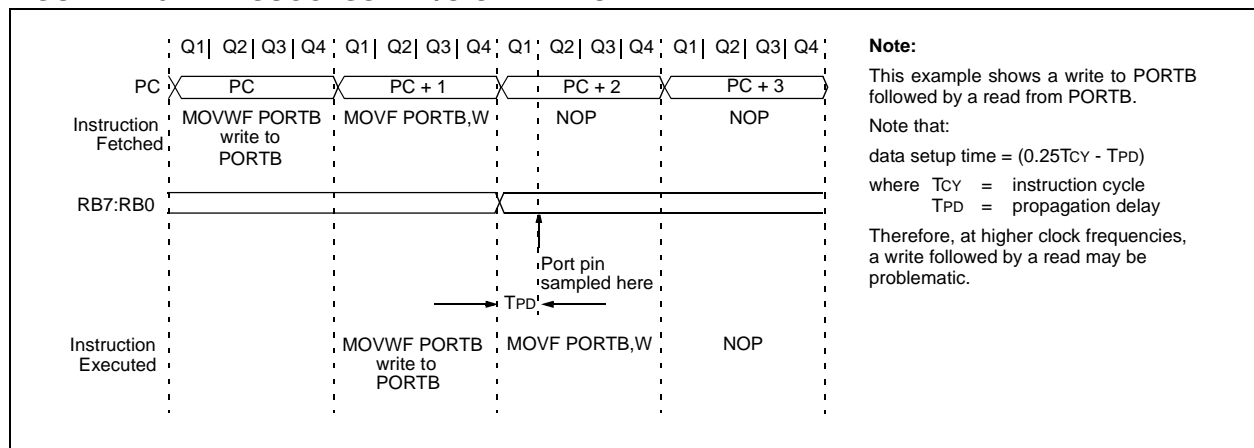 Q1| Q2| Q3| Q4 Q1| Q2| Q3| Q4 Q1 Q2| Q3| Q4 Q1| Q2| Q3| Q4
PC PC PC + 1 PC + 2 PC + 3
Instruction
Fetched
MOVWF PORTB
write to
PORTB
MOVF PORTB,W
NOP
NOP
RB7:RB0
Port pin
sampled here
TPD
Instruction
Executed
MOVWF PORTB
write to
PORTB
MOVF PORTB,W
NOP
Note:
This example shows a write to PORTB
followed by a read from PORTB.
Note that:
data setup time = (0.25TCY - TPD)
where TCY = instruction cycle
TPD = propagation delay
Therefore, at higher clock frequencies,
a write followed by a read may be
problematic.